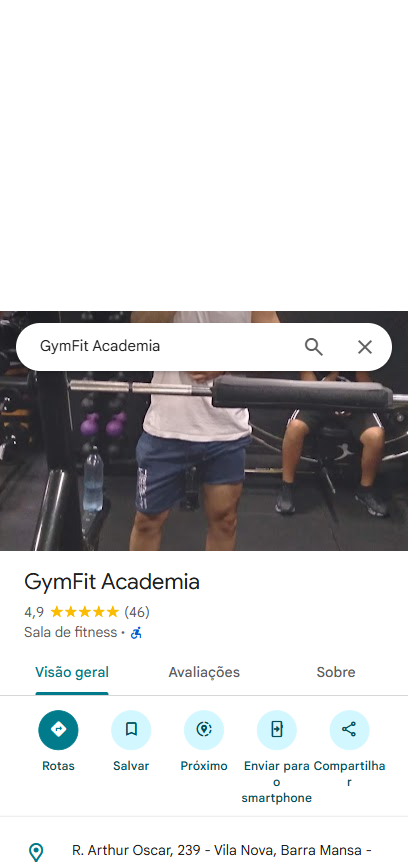 GymFit Academia
GymFit Academia
4,9 ★★★★★ (46)
Sala de fitness ·
Visão geral Avaliações Sobre
Rotas Salvar Próximo Enviar para o smartphone Compartilhar
R. Arthur Oscar, 239 - Vila Nova, Barra Mansa -